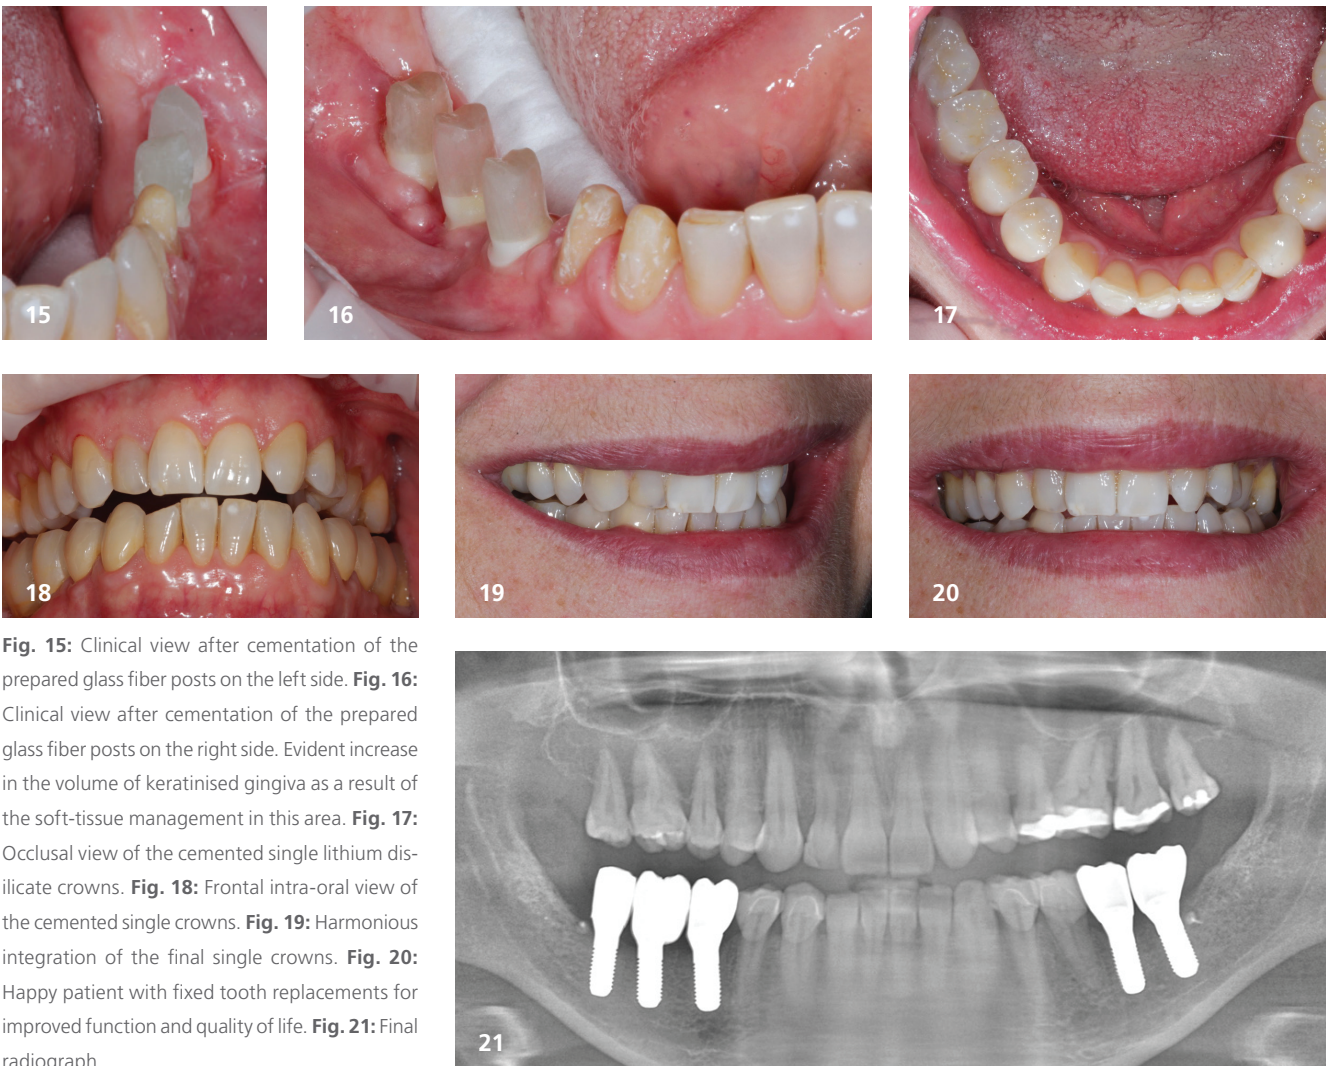 15
16
17
18
19
20
Fig. 15: Clinical view after cementation of the
prepared glass fiber posts on the left side. Fig. 16:
Clinical view after cementation of the prepared
glass fiber posts on the right side. Evident increase
in the volume of keratinised gingiva as a result of
the soft-tissue management in this area. Fig. 17:
Occlusal view of the cemented single lithium dis-
ilicate crowns. Fig. 18: Frontal intra-oral view of
the cemented single crowns. Fig. 19: Harmonious
integration of the final single crowns. Fig. 20:
Happy patient with fixed tooth replacements for
improved function and quality of life. Fig. 21: Final
radiograph
21